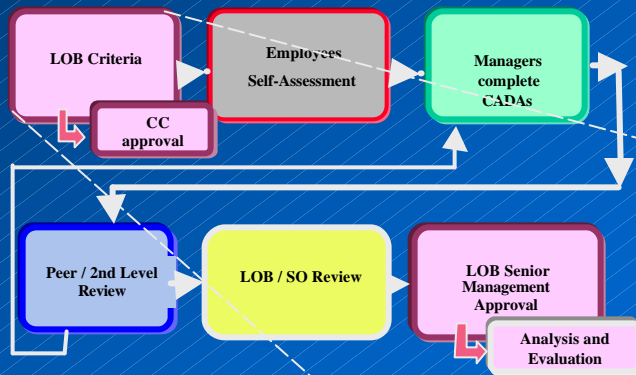 LOB Criteria
CC
approval
Employees
Self-Assessment
Managers
complete
CADAs
Peer / 2nd Level
Review
LOB / SO Review
LOB Senior
Management
Approval
Analysis and
Evaluation